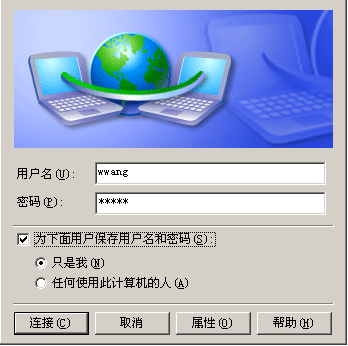 用户名(U): wwang
密码(P): *****
为下面用户保存用户名和密码(S):
只是我(N)
任何使用此计算机的人(A)
连接(C) 取消 属性(O) 帮助(H)